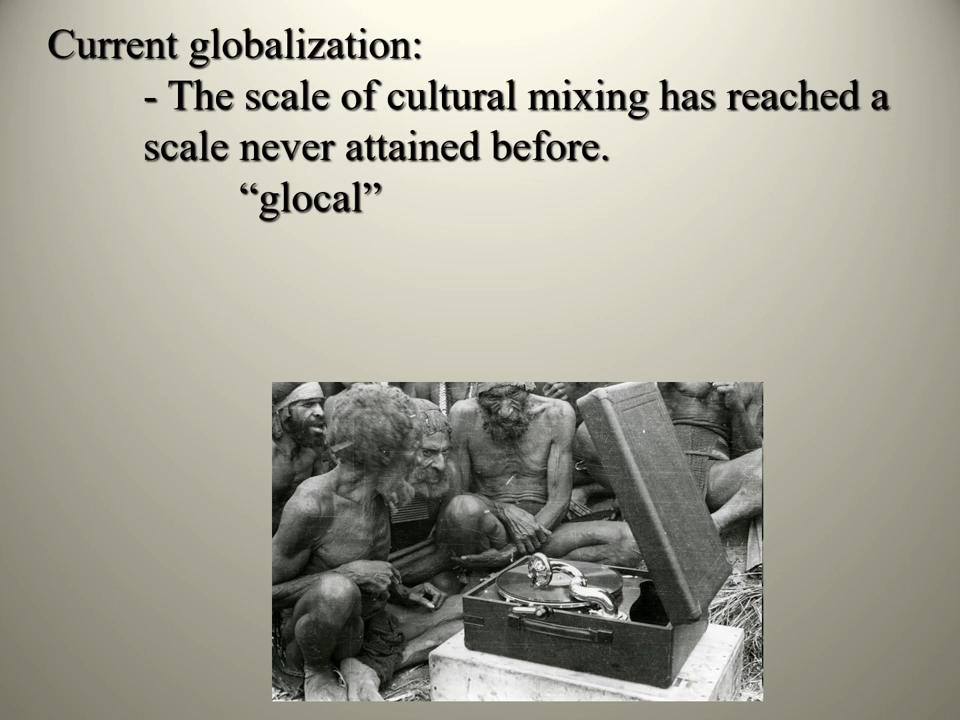 Current globalization:
- The scale of cultural mixing has reached a
scale never attained before.
“glocal”